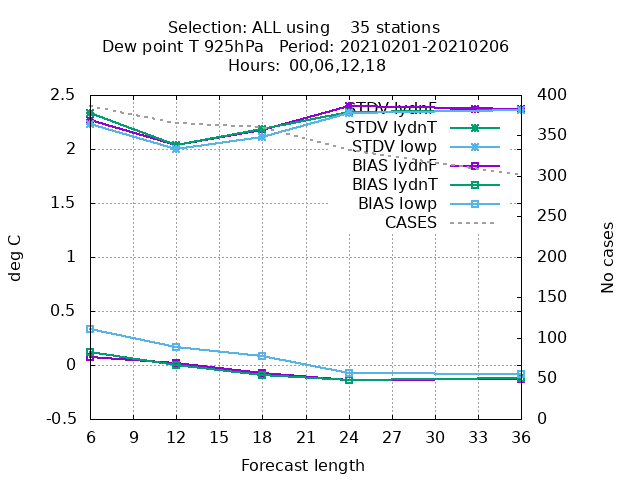 Selection: ALL using 35 stations
Dew point T 925hPa Period: 20210201-20210206
Hours: 00,06,12,18
2.5
2
1.5
1
0.5
0
-0.5
deg C
400
350
300
250
200
150
100
50
0
No cases
STDV lydnF
STDV lydnT
STDV lowp
BIAS lydnF
BIAS lydnT
BIAS lowp
CASES
6 9 12 15 18 21 24 27 30 33 36
Forecast length